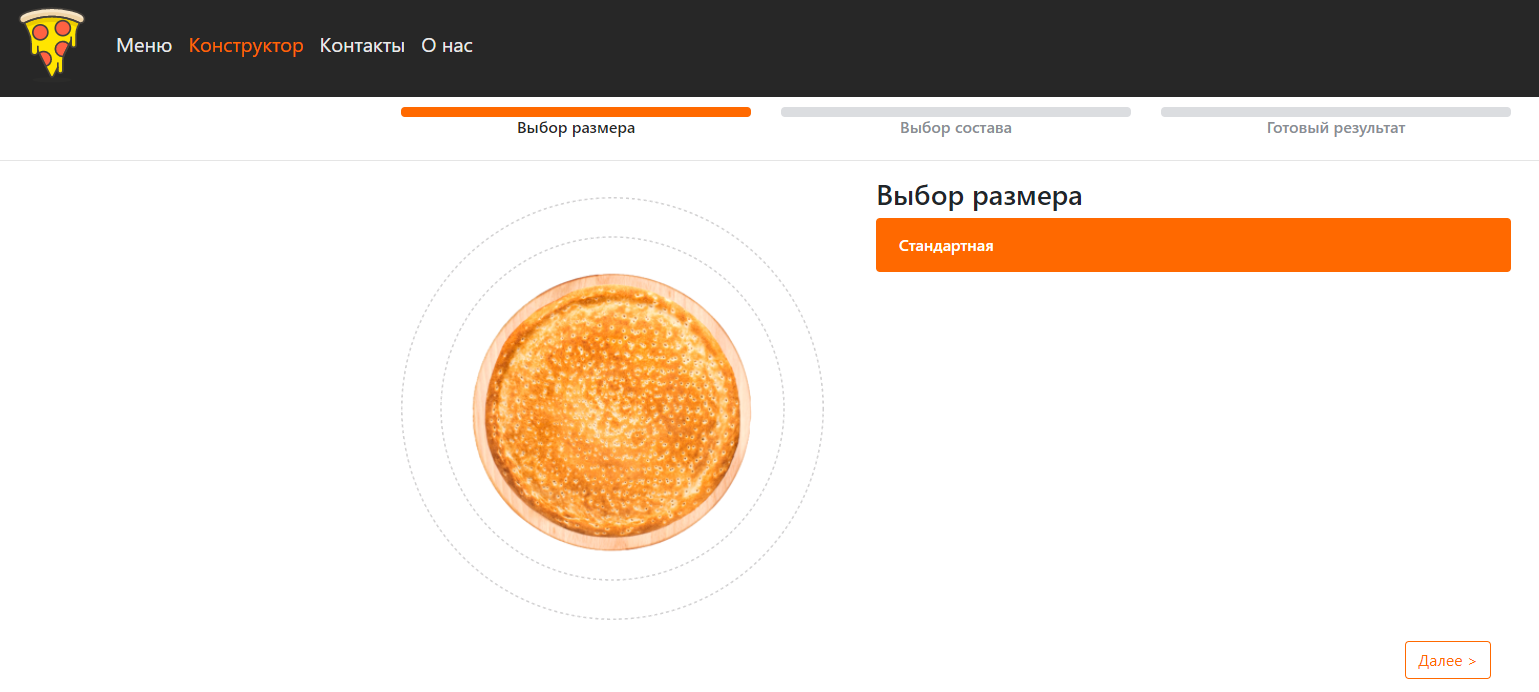 Меню Конструктор Контакты О нас
Выбор размера Выбор состава Готовый результат
Выбор размера
Стандартная
Далее >